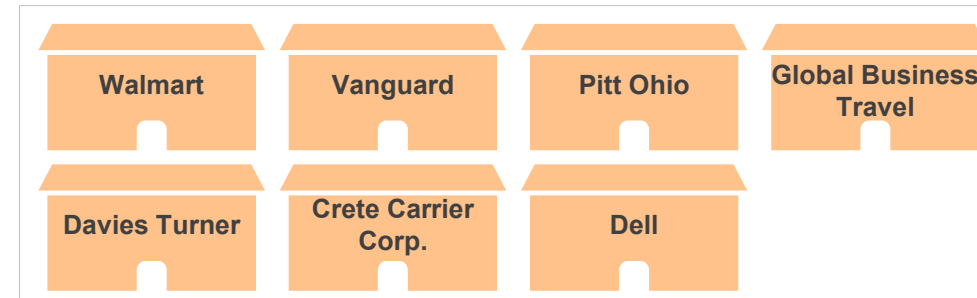 Walmart
Vanguard
Pitt Ohio
Global Business
Travel
Davies Turner
Crete Carrier
Corp.
Dell